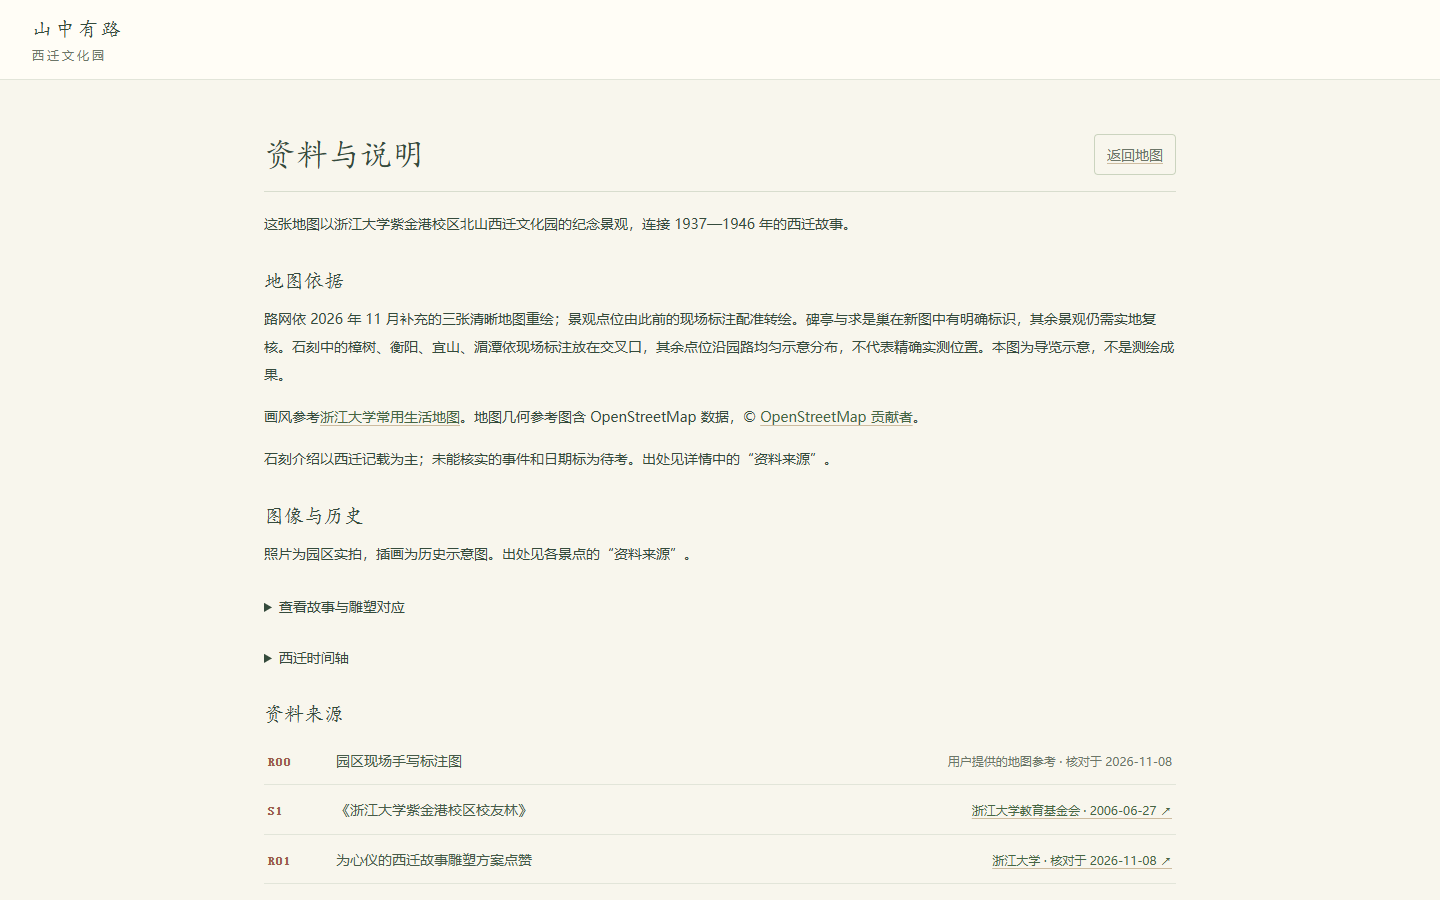 山中有路
西迁文化园
资料与说明
返回地图
这张地图以浙江大学紫金港校区北山西迁文化园的纪念景观，连接 1937—1946 年的西迁故事。
地图依据
路网依 2026 年 11 月补充的三张清晰地图重绘；景观点位由此前的现场标注配准转绘。碑亭与求是巢在新图中有明确标识，其余景观仍需实地复
核。石刻中的樟树、衡阳、宜山、湄潭依现场标注放在交叉口，其余点位沿园路均匀示意分布，不代表精确实测位置。本图为导览示意，不是测绘成
果。
画风参考浙江大学常用生活地图。地图几何参考图含 OpenStreetMap 数据，© OpenStreetMap 贡献者。
石刻介绍以西迁记载为主；未能核实的事件和日期标为待考。出处见详情中的“资料来源”。
图像与历史
照片为园区实拍，插画为历史示意图。出处见各景点的“资料来源”。
▶ 查看故事与雕塑对应
▶ 西迁时间轴
资料来源
R00 园区现场手写标注图 用户提供的地图参考 · 核对于 2026-11-08
S1 《浙江大学紫金港校区校友林》 浙江大学教育基金会 · 2006-06-27 ↗
R01 为心仪的西迁故事雕塑方案点赞 浙江大学 · 核对于 2026-11-08 ↗